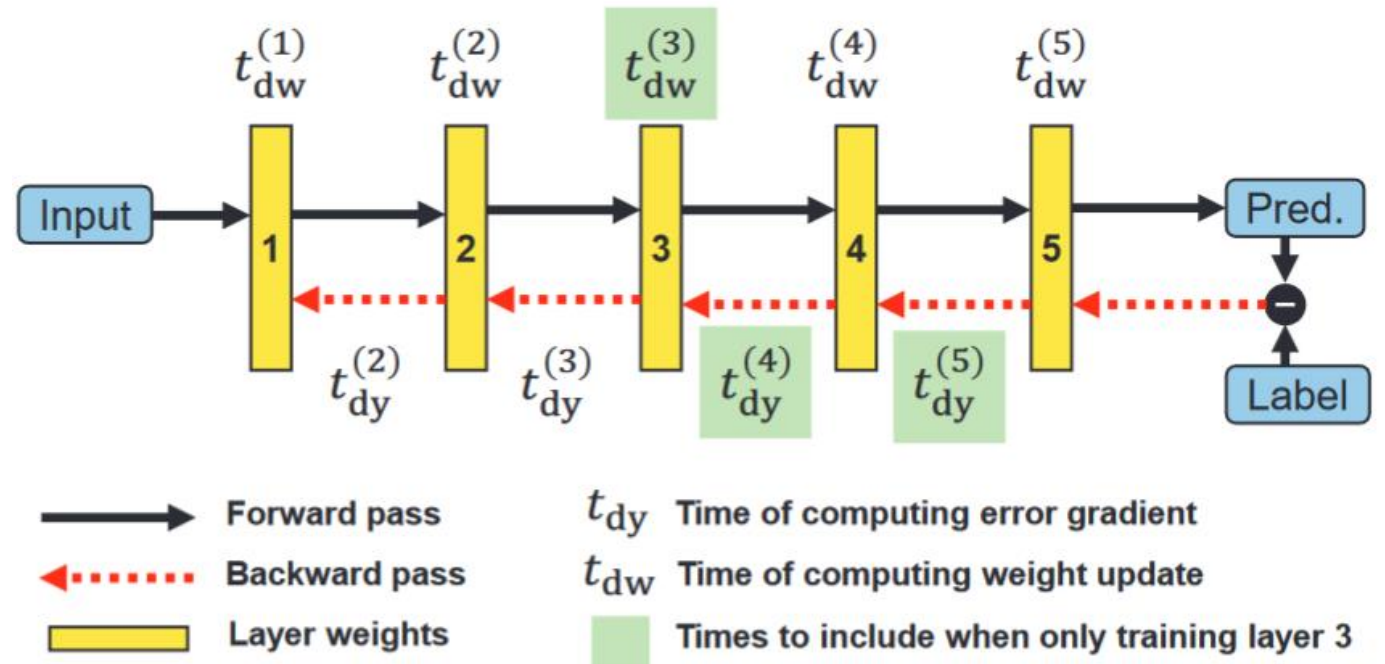 t_dw^(1) t_dw^(2) t_dw^(3) t_dw^(4) t_dw^(5)
Input 1 2 3 4 5 Pred.
−
t_dy^(2) t_dy^(3) t_dy^(4) t_dy^(5) Label
Forward pass t_dy Time of computing error gradient
Backward pass t_dw Time of computing weight update
Layer weights Times to include when only training layer 3